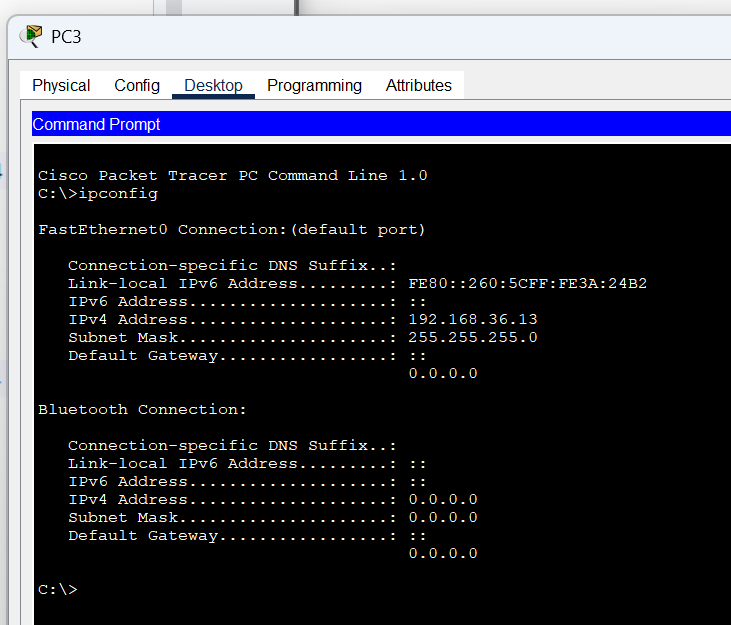 PC3
Physical Config Desktop Programming Attributes
Command Prompt
Cisco Packet Tracer PC Command Line 1.0
C:\>ipconfig
FastEthernet0 Connection:(default port)
Connection-specific DNS Suffix..:
Link-local IPv6 Address.........: FE80::260:5CFF:FE3A:24B2
IPv6 Address....................: ::
IPv4 Address....................: 192.168.36.13
Subnet Mask.....................: 255.255.255.0
Default Gateway.................: ::
0.0.0.0
Bluetooth Connection:
Connection-specific DNS Suffix..:
Link-local IPv6 Address.........: ::
IPv6 Address....................: ::
IPv4 Address....................: 0.0.0.0
Subnet Mask.....................: 0.0.0.0
Default Gateway.................: ::
0.0.0.0
C:\>